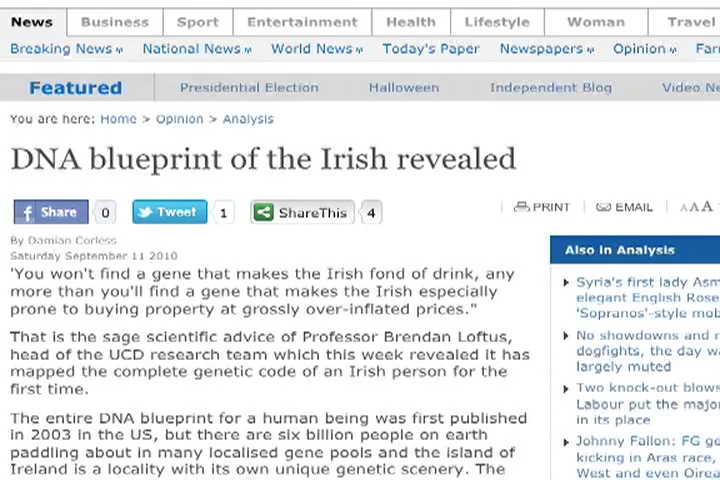 News Business Sport Entertainment Health Lifestyle Woman Travel
Breaking News National News World News Today's Paper Newspapers Opinion
Featured Presidential Election Halloween Independent Blog Video
You are here: Home > Opinion > Analysis
DNA blueprint of the Irish revealed
Share 0 Tweet 1 ShareThis 4 PRINT EMAIL A A A
By Damian Corless
Saturday September 11 2010
'You won't find a gene that makes the Irish fond of drink, any
more than you'll find a gene that makes the Irish especially
prone to buying property at grossly over-inflated prices."
That is the sage scientific advice of Professor Brendan Loftus,
head of the UCD research team which this week revealed it has
mapped the complete genetic code of an Irish person for the
first time.
The entire DNA blueprint for a human being was first published
in 2003 in the US, but there are six billion people on earth
paddling about in many localised gene pools and the island of
Ireland is a locality with its own unique genetic scenery. The
Also in Analysis
Syria's first lady
elegant English Rose
'Sopranos'-style
No showdowns and
dogfights, the day
largely muted
Two knock-out blows
Labour put the
in its place
Johnny Fallon: FG
kicking in Aras race,
West and even